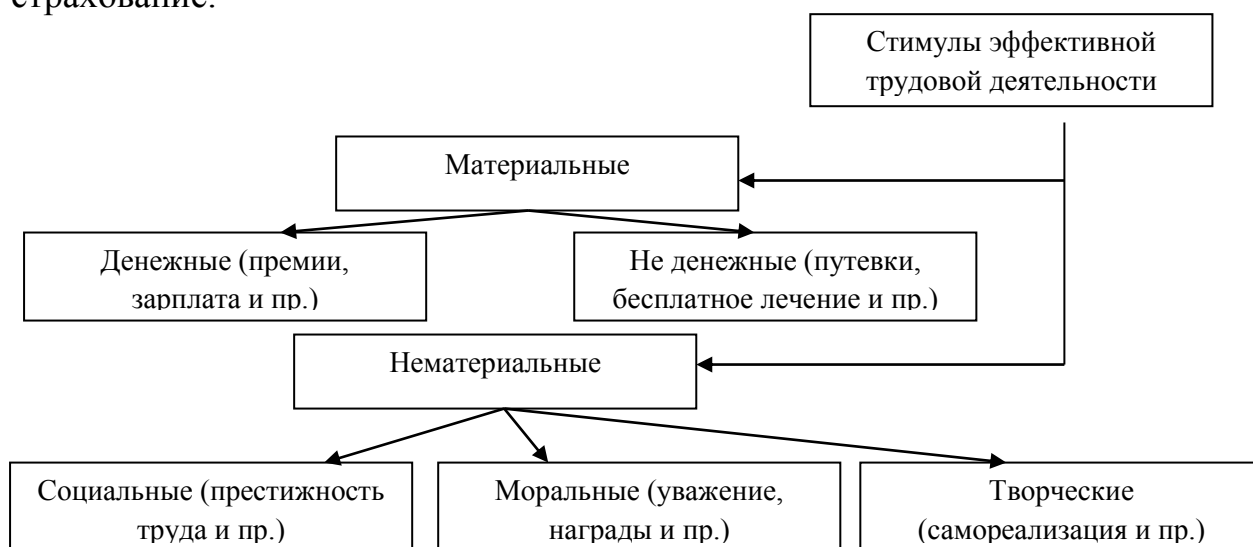 страхование.
Стимулы эффективной
трудовой деятельности
Материальные
Денежные (премии,
зарплата и пр.)
Не денежные (путевки,
бесплатное лечение и пр.)
Нематериальные
Социальные (престижность
труда и пр.)
Моральные (уважение,
награды и пр.)
Творческие
(самореализация и пр.)